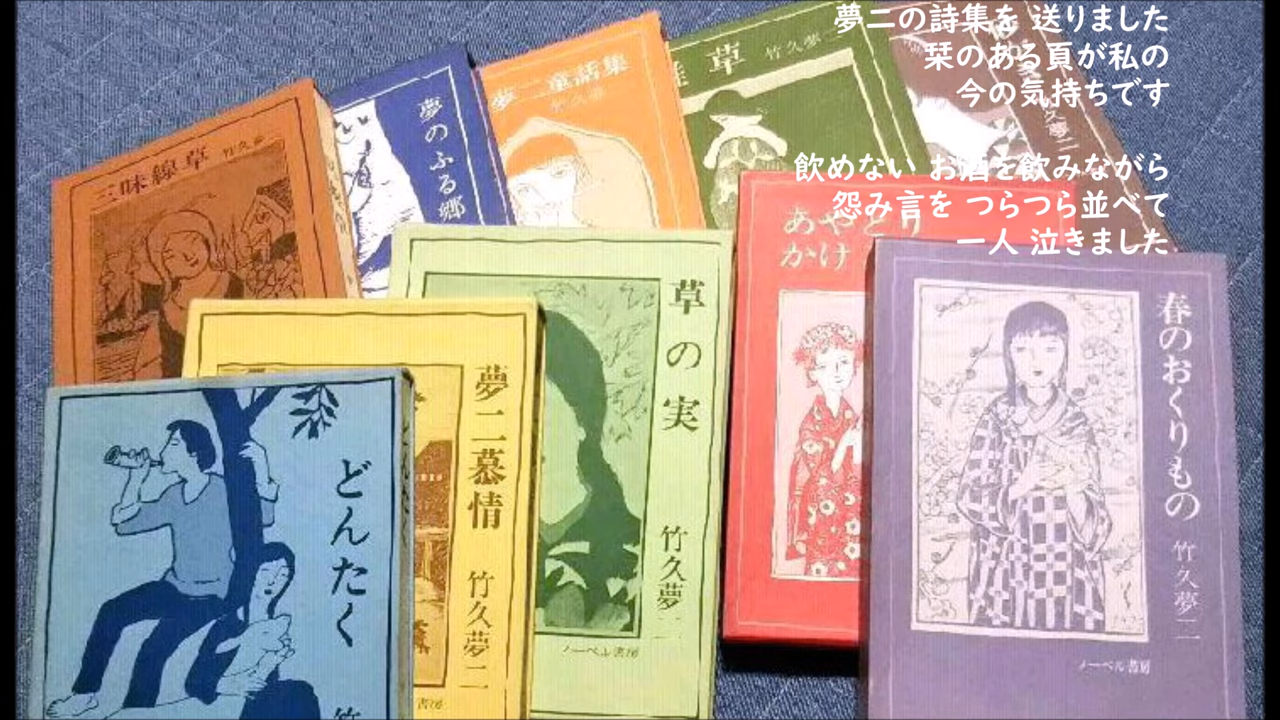 夢二の詩集を 送りました
栞のある頁が私の
今の気持ちです
飲めない お酒を飲みながら
怨み言を つらつら並べて
一人 泣きました
三味線草
竹久夢
夢のふる郷
夢二童話集
竹久夢
草
竹久夢
久夢二
あやとり
かけ
春のおくりもの
竹久夢二
ノーベル書房
草の実
竹久夢二
ノーベル書房
夢二慕情
竹久夢二
書房
どんたく
竹